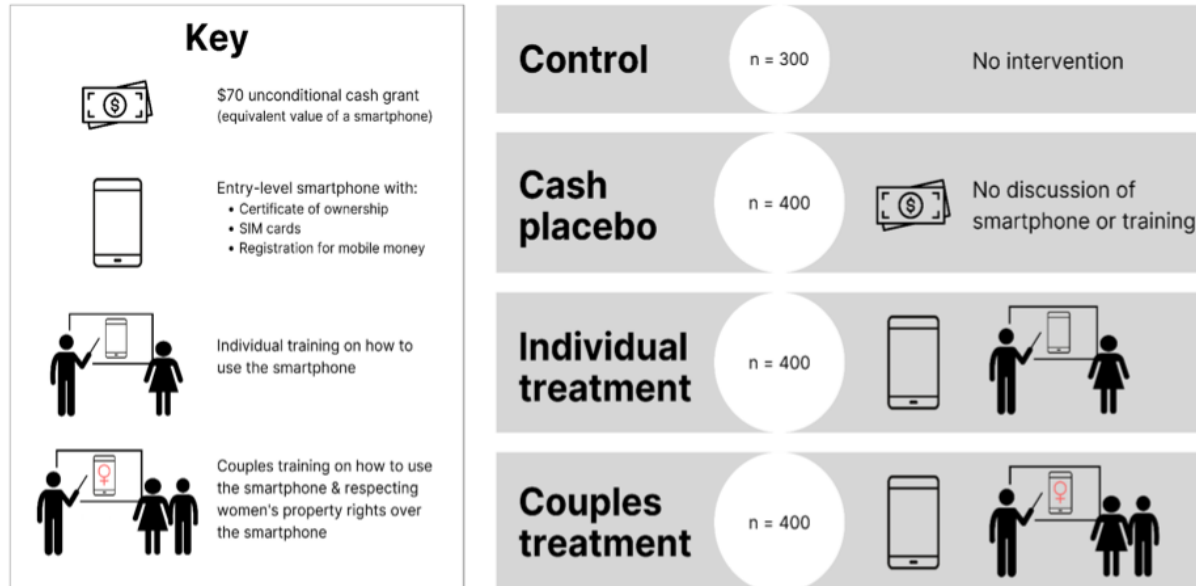 Key
$70 unconditional cash grant
(equivalent value of a smartphone)
Entry-level smartphone with:
• Certificate of ownership
• SIM cards
• Registration for mobile money
Individual training on how to
use the smartphone
Couples training on how to use
the smartphone & respecting
women's property rights over
the smartphone
Control
n = 300
No intervention
Cash
placebo
n = 400
No discussion of
smartphone or training
Individual
treatment
n = 400
Couples
treatment
n = 400